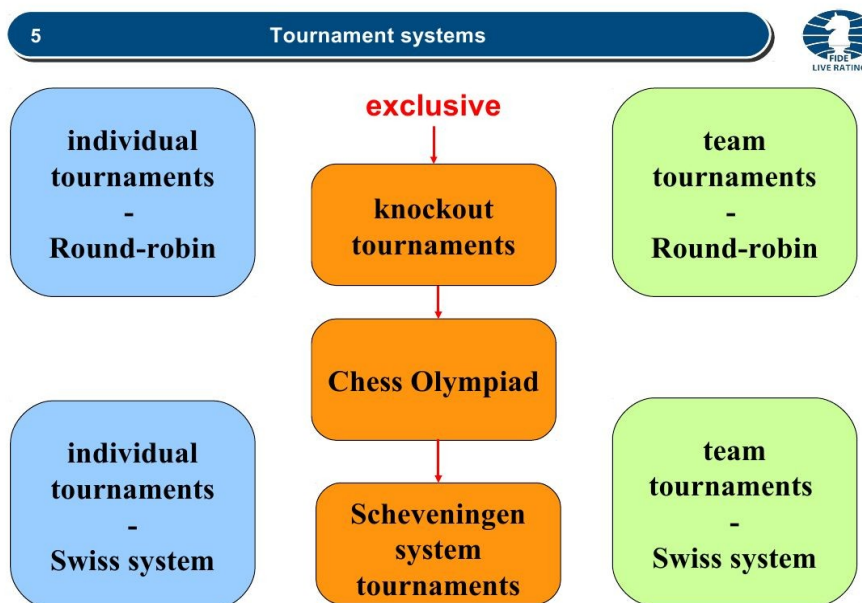 5
Tournament systems
FIDE
LIVE RATING
individual
tournaments
-
Round-robin
exclusive
knockout
tournaments
team
tournaments
-
Round-robin
Chess Olympiad
individual
tournaments
-
Swiss system
Scheveningen
system
tournaments
team
tournaments
-
Swiss system